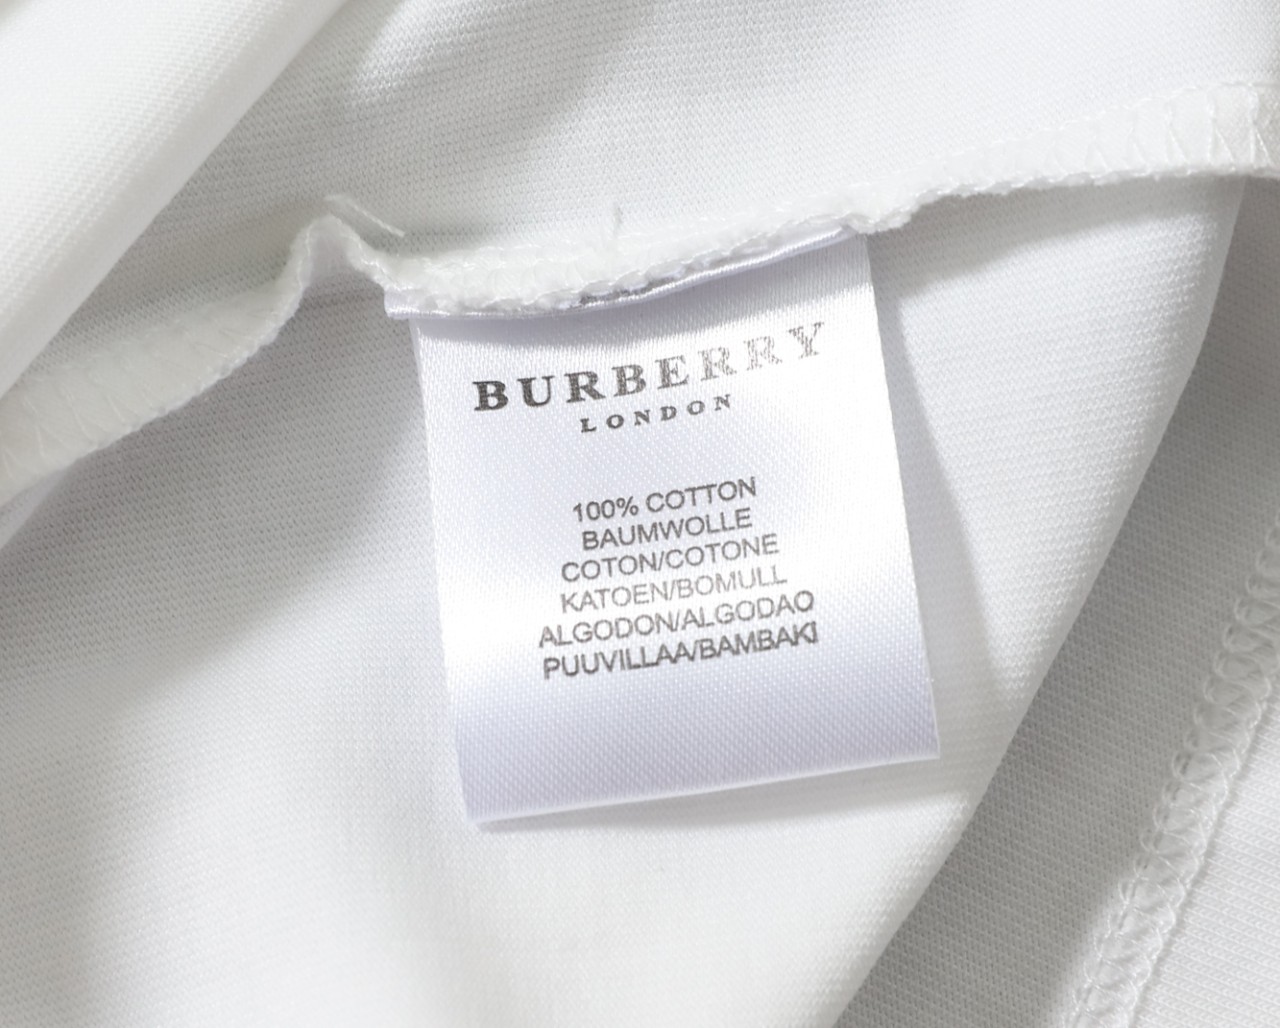 BURBERRY
LONDON
100% COTTON
BAUMWOLLE
COTON/COTONE
KATOEN/BOMULL
ALGODON/ALGODAO
PUUVILLAA/BAMBAKI